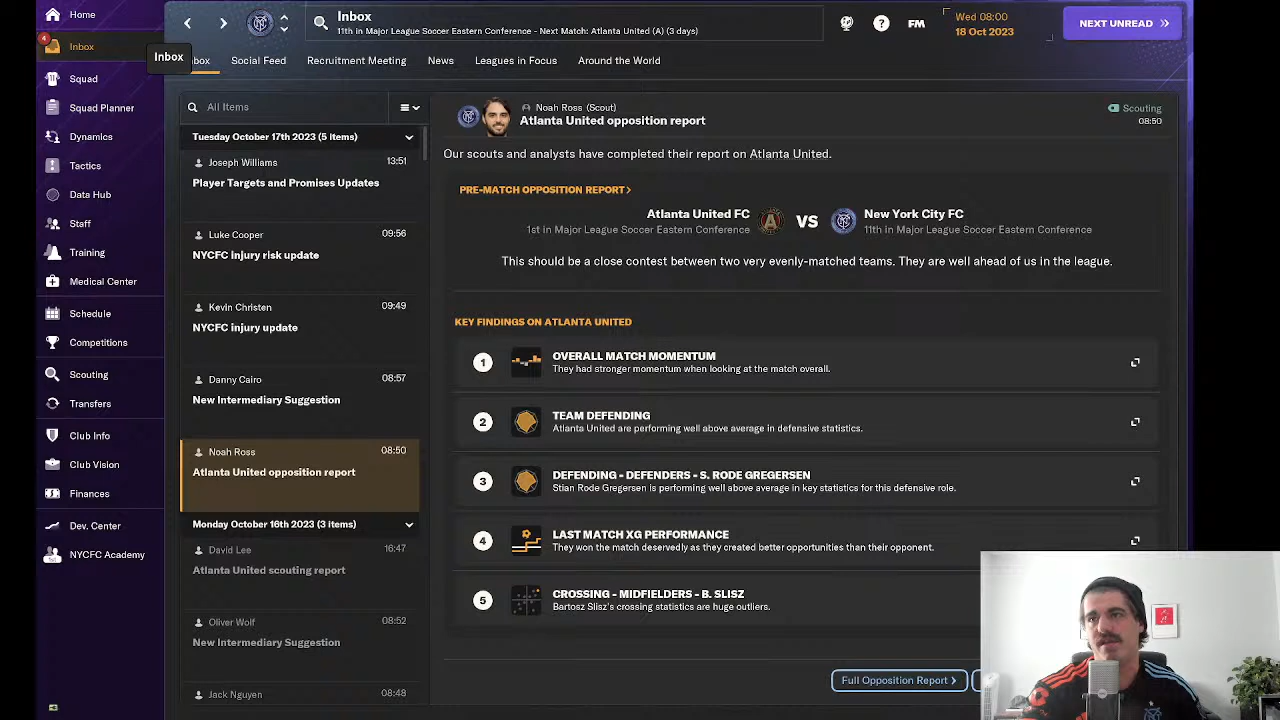 Home
4
Inbox
Squad
Squad Planner
Dynamics
Tactics
Data Hub
Staff
Training
Medical Center
Schedule
Competitions
Scouting
Transfers
Club Info
Club Vision
Finances
Dev. Center
NYCFC Academy
Inbox
Inbox
11th in Major League Soccer Eastern Conference - Next Match: Atlanta United (A) (3 days)
?
FM
Wed 08:00
18 Oct 2023
NEXT UNREAD
box
Social Feed
Recruitment Meeting
News
Leagues in Focus
Around the World
All Items
Tuesday October 17th 2023 (5 items)
Joseph Williams 13:51
Player Targets and Promises Updates
Luke Cooper 09:56
NYCFC injury risk update
Kevin Christen 09:49
NYCFC injury update
Danny Cairo 08:57
New Intermediary Suggestion
Noah Ross 08:50
Atlanta United opposition report
Monday October 16th 2023 (3 items)
David Lee 16:47
Atlanta United scouting report
Oliver Wolf 08:52
New Intermediary Suggestion
Jack Nguyen 08:48
Noah Ross (Scout)
Atlanta United opposition report
Scouting
08:50
Our scouts and analysts have completed their report on Atlanta United.
PRE-MATCH OPPOSITION REPORT
Atlanta United FC VS New York City FC
1st in Major League Soccer Eastern Conference 11th in Major League Soccer Eastern Conference
This should be a close contest between two very evenly-matched teams. They are well ahead of us in the league.
KEY FINDINGS ON ATLANTA UNITED
1
OVERALL MATCH MOMENTUM
They had stronger momentum when looking at the match overall.
2
TEAM DEFENDING
Atlanta United are performing well above average in defensive statistics.
3
DEFENDING - DEFENDERS - S. RODE GREGERSEN
Stian Rode Gregersen is performing well above average in key statistics for this defensive role.
4
LAST MATCH XG PERFORMANCE
They won the match deservedly as they created better opportunities than their opponent.
5
CROSSING - MIDFIELDERS - B. SLISZ
Bartosz Slisz's crossing statistics are huge outliers.
Full Opposition Report